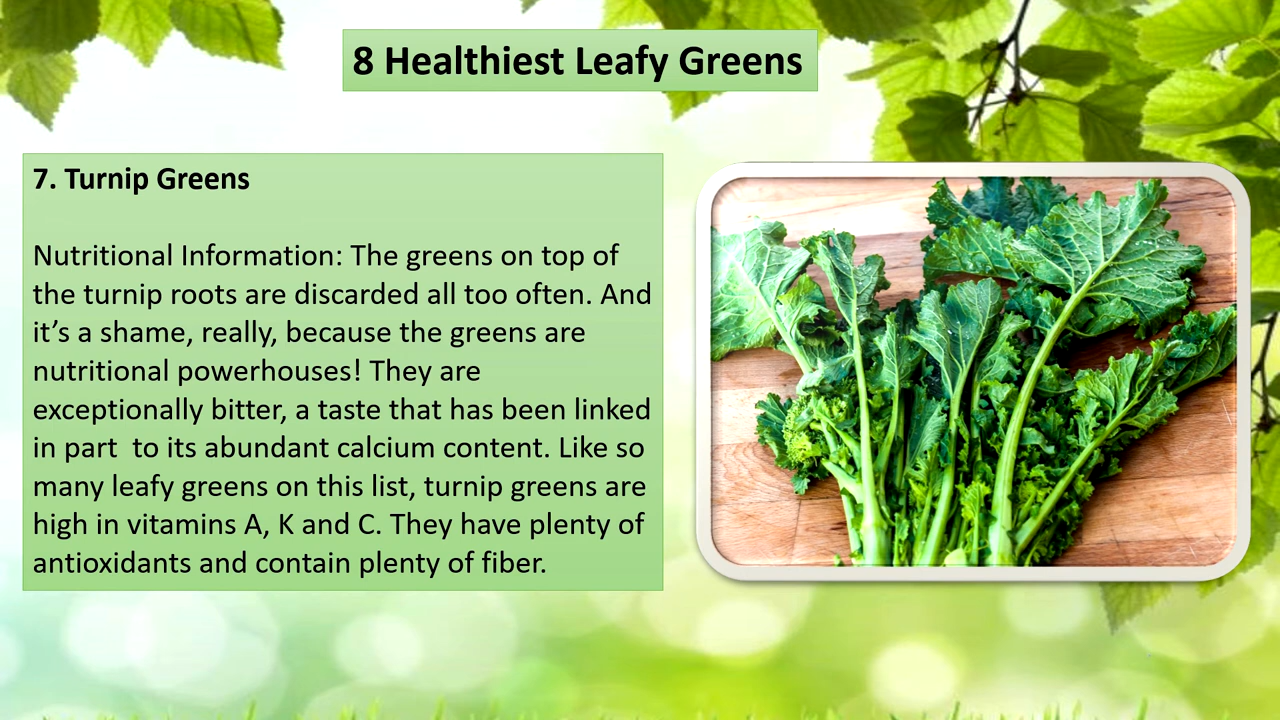 8 Healthiest Leafy Greens
7. Turnip Greens
Nutritional Information: The greens on top of
the turnip roots are discarded all too often. And
it’s a shame, really, because the greens are
nutritional powerhouses! They are
exceptionally bitter, a taste that has been linked
in part  to its abundant calcium content. Like so
many leafy greens on this list, turnip greens are
high in vitamins A, K and C. They have plenty of
antioxidants and contain plenty of fiber.